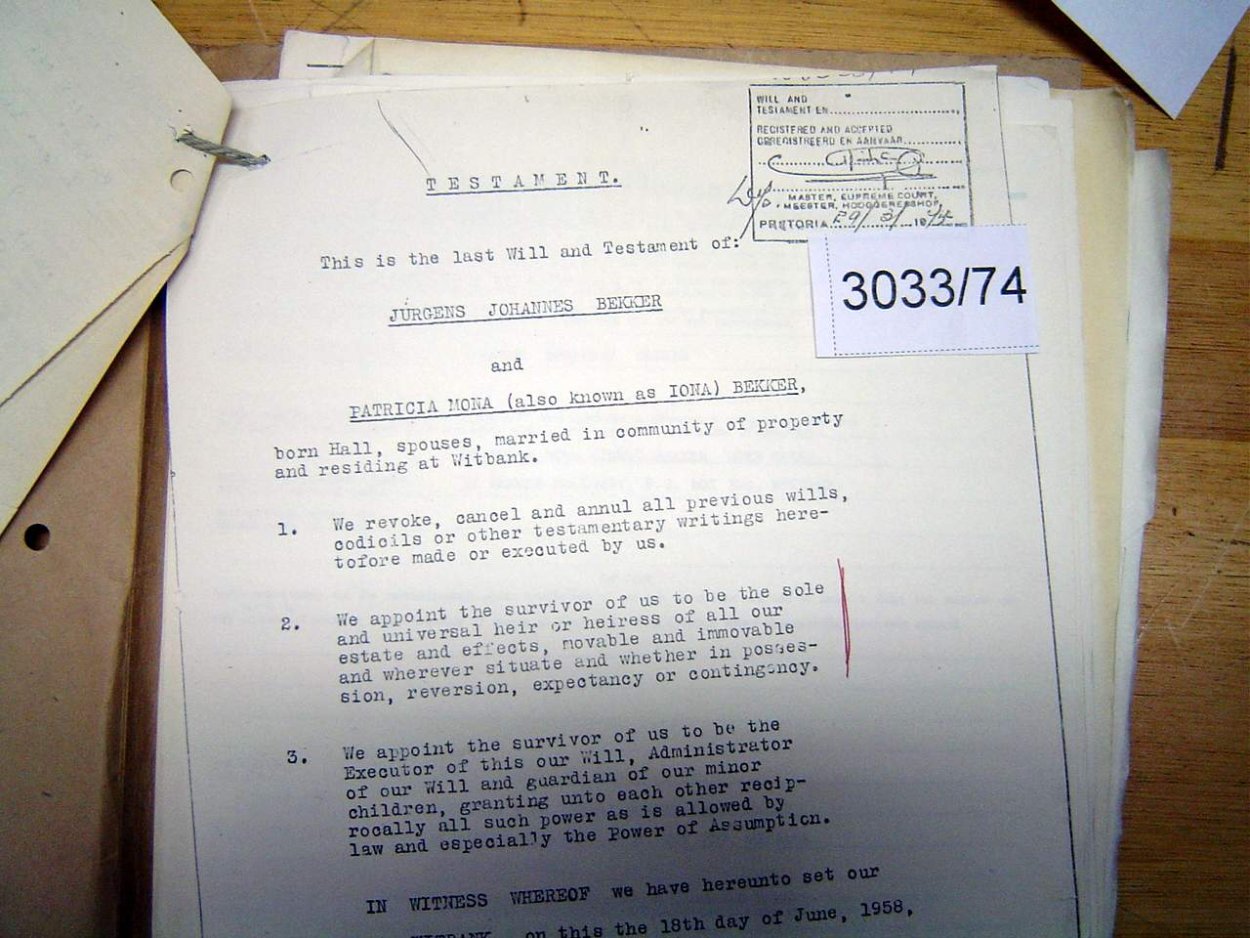 WILL AND
TESTAMENT EN
REGISTERED AND ACCEPTED
GEREGISTREERD EN AANVAAR
MASTER, SUPREME COURT,
MEESTER, HOOGGEREGSHOF,
PRETORIA 29/3/1974
3033/74
TESTAMENT.
This is the last Will and Testament of:
JURGENS JOHANNES BEKKER
and
PATRICIA MONA (also known as IONA) BEKKER,
born Hall, spouses, married in community of property
and residing at Witbank.
1. We revoke, cancel and annul all previous wills,
codicils or other testamentary writings here-
tofore made or executed by us.
2. We appoint the survivor of us to be the sole
and universal heir or heiress of all our
estate and effects, movable and immovable
and wherever situate and whether in posses-
sion, reversion, expectancy or contingency.
3. We appoint the survivor of us to be the
Executor of this our Will, Administrator
of our Will and guardian of our minor
children, granting unto each other recip-
rocally all such power as is allowed by
law and especially the Power of Assumption.
IN WITNESS WHEREOF we have hereunto set our
WITBANK on this the 18th day of June, 1958,